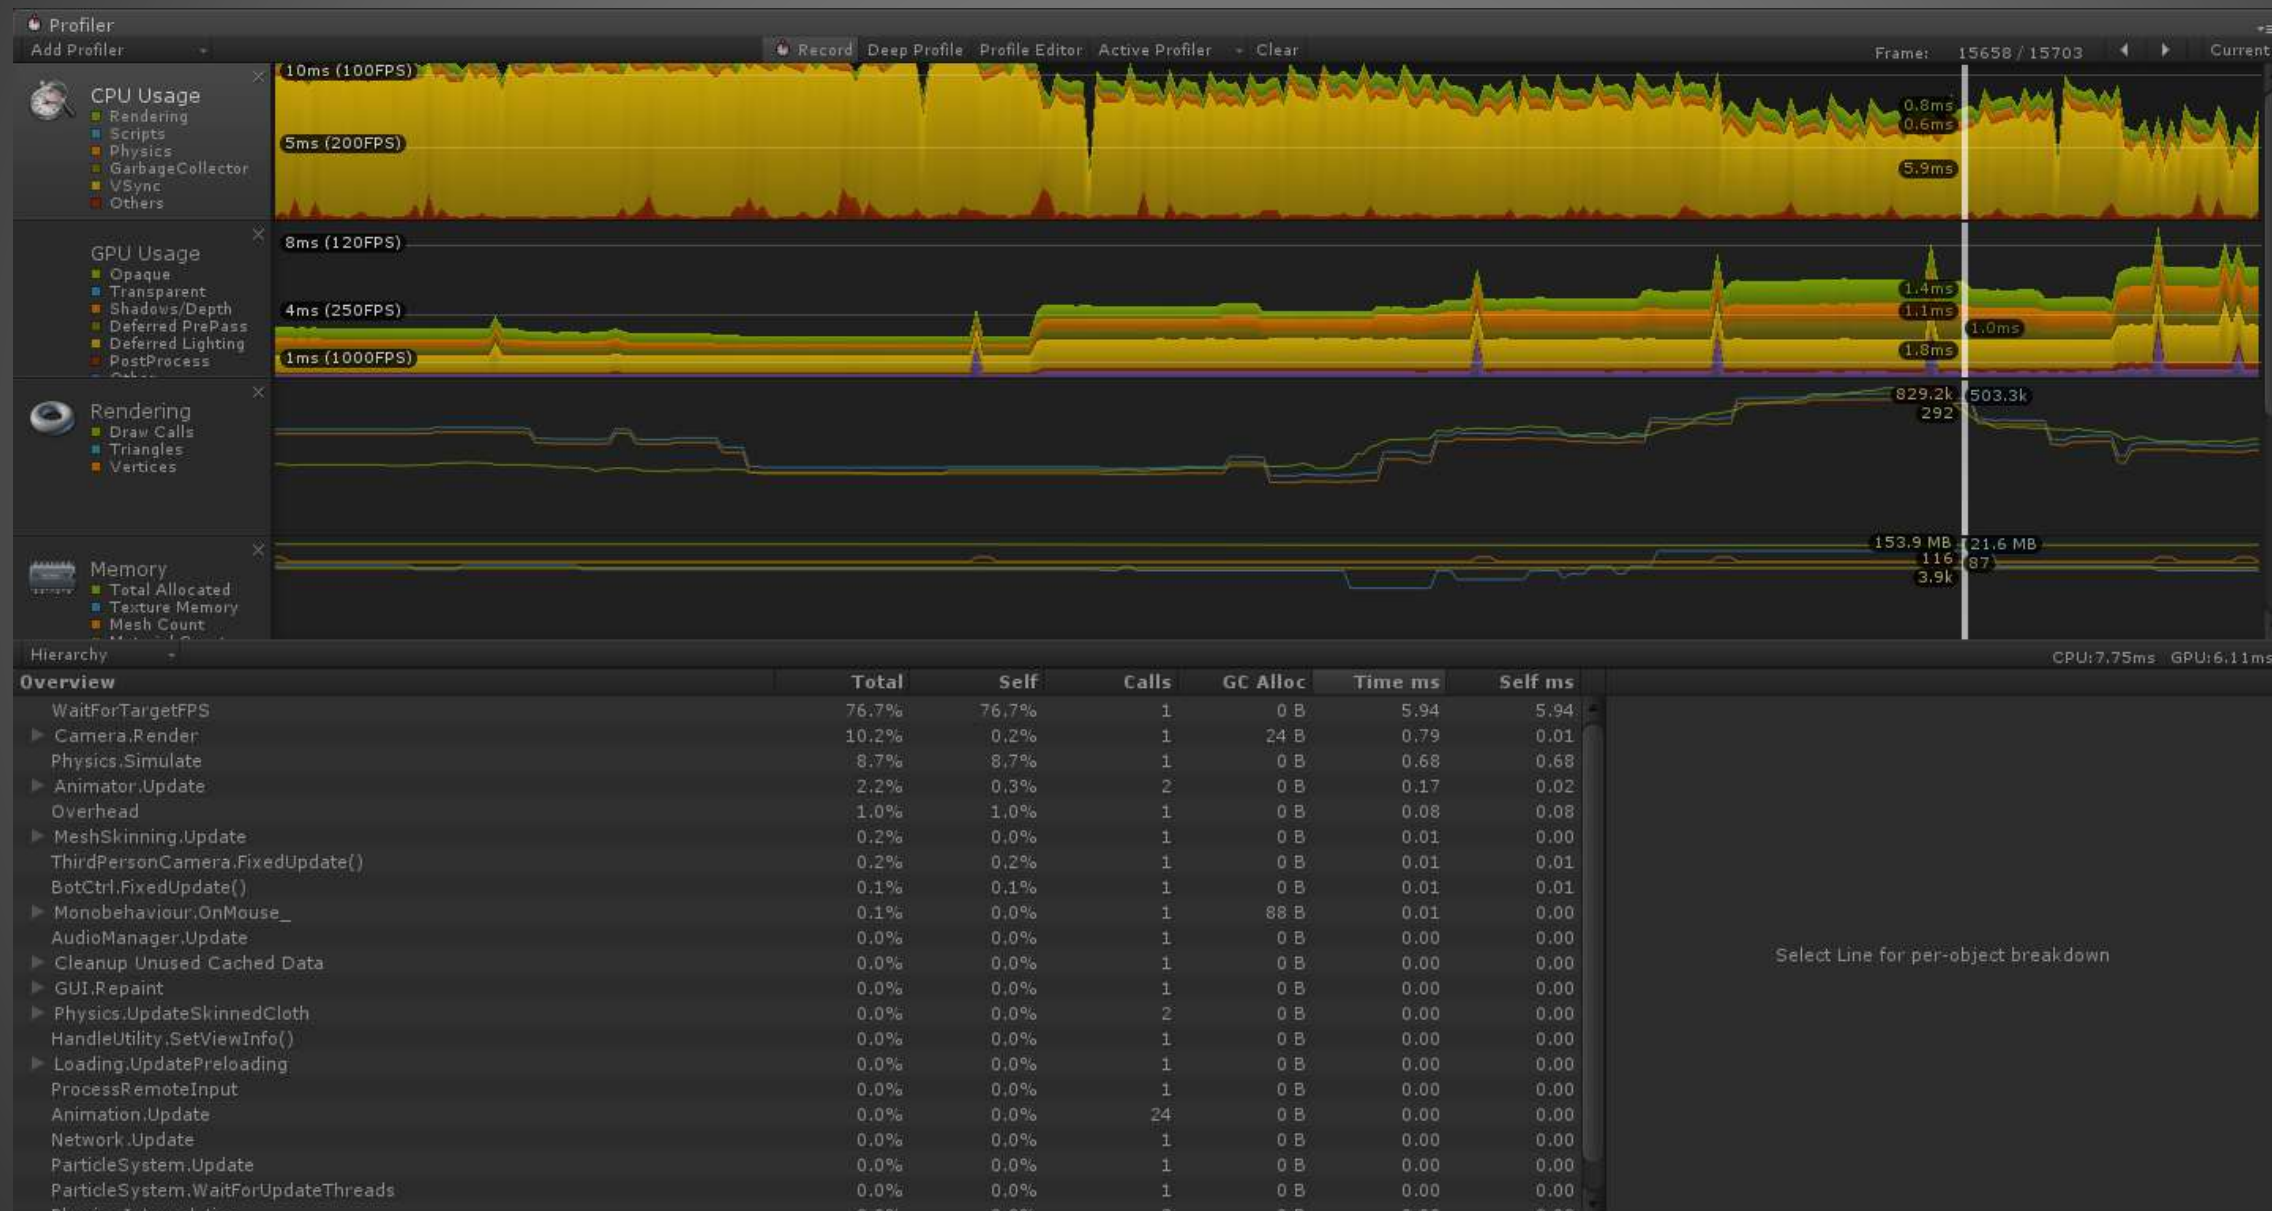 Profiler
Add Profiler Record Deep Profile Profile Editor Active Profiler Clear Frame: 15658 / 15703 Current
CPU Usage
Rendering
Scripts
Physics
GarbageCollector
VSync
Others
10ms (100FPS)
5ms (200FPS)
0.8ms
0.6ms
5.9ms
GPU Usage
Opaque
Transparent
Shadows/Depth
Deferred PrePass
Deferred Lighting
PostProcess
Other
8ms (120FPS)
4ms (250FPS)
1ms (1000FPS)
1.4ms
1.1ms
1.0ms
1.8ms
Rendering
Draw Calls
Triangles
Vertices
829.2k 503.3k
292
Memory
Total Allocated
Texture Memory
Mesh Count
153.9 MB 21.6 MB
116 87
3.9k
Hierarchy CPU:7.75ms GPU:6.11ms
Overview Total Self Calls GC Alloc Time ms Self ms
WaitForTargetFPS 76.7% 76.7% 1 0 B 5.94 5.94
Camera.Render 10.2% 0.2% 1 24 B 0.79 0.01
Physics.Simulate 8.7% 8.7% 1 0 B 0.68 0.68
Animator.Update 2.2% 0.3% 2 0 B 0.17 0.02
Overhead 1.0% 1.0% 1 0 B 0.08 0.08
MeshSkinning.Update 0.2% 0.0% 1 0 B 0.01 0.00
ThirdPersonCamera.FixedUpdate() 0.2% 0.2% 1 0 B 0.01 0.01
BotCtrl.FixedUpdate() 0.1% 0.1% 1 0 B 0.01 0.01
Monobehaviour.OnMouse_ 0.1% 0.0% 1 88 B 0.01 0.00
AudioManager.Update 0.0% 0.0% 1 0 B 0.00 0.00
Cleanup Unused Cached Data 0.0% 0.0% 1 0 B 0.00 0.00
GUI.Repaint 0.0% 0.0% 1 0 B 0.00 0.00
Physics.UpdateSkinnedCloth 0.0% 0.0% 2 0 B 0.00 0.00
HandleUtility.SetViewInfo() 0.0% 0.0% 1 0 B 0.00 0.00
Loading.UpdatePreloading 0.0% 0.0% 1 0 B 0.00 0.00
ProcessRemoteInput 0.0% 0.0% 1 0 B 0.00 0.00
Animation.Update 0.0% 0.0% 24 0 B 0.00 0.00
Network.Update 0.0% 0.0% 1 0 B 0.00 0.00
ParticleSystem.Update 0.0% 0.0% 1 0 B 0.00 0.00
ParticleSystem.WaitForUpdateThreads 0.0% 0.0% 1 0 B 0.00 0.00
Select Line for per-object breakdown